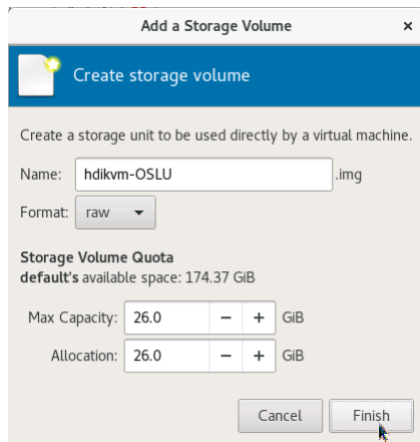 Add a Storage Volume ×
Create storage volume
Create a storage unit to be used directly by a virtual machine.
Name: hdikvm-OSLU .img
Format: raw
Storage Volume Quota
default's available space: 174.37 GiB
Max Capacity: 26.0 − + GiB
Allocation: 26.0 − + GiB
Cancel Finish